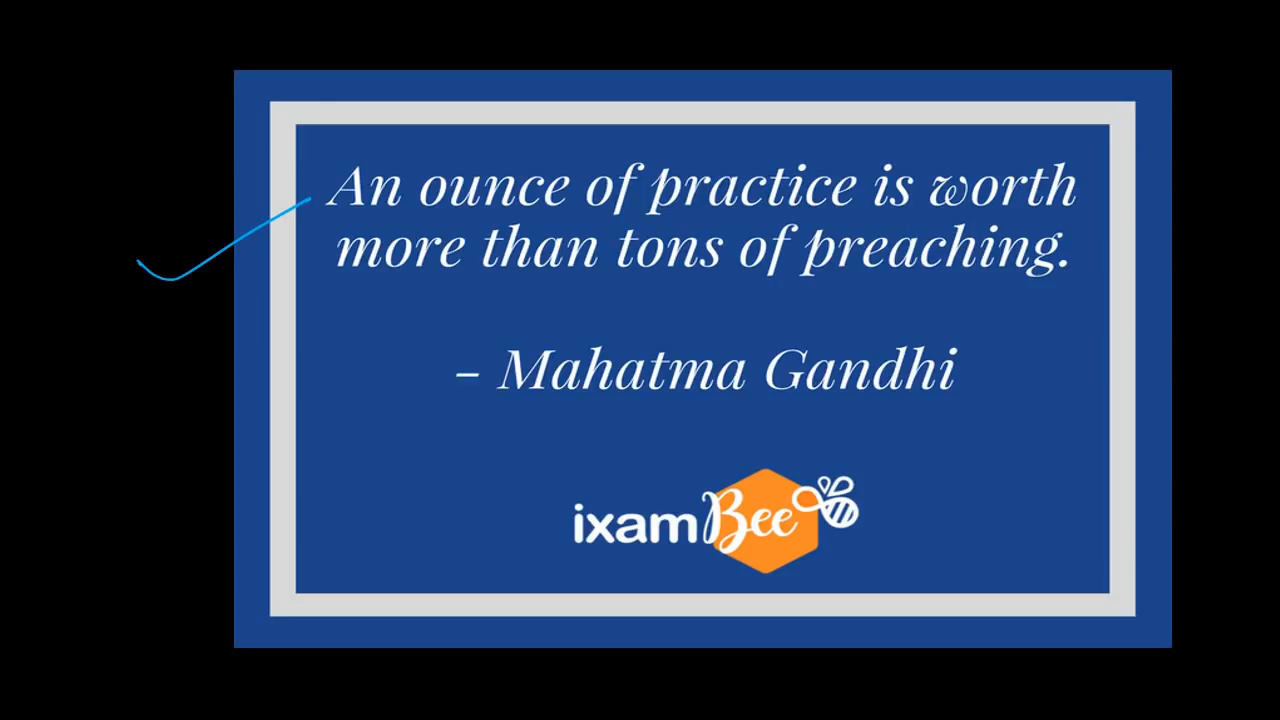 An ounce of practice is worth
more than tons of preaching.
– Mahatma Gandhi
ixamBee